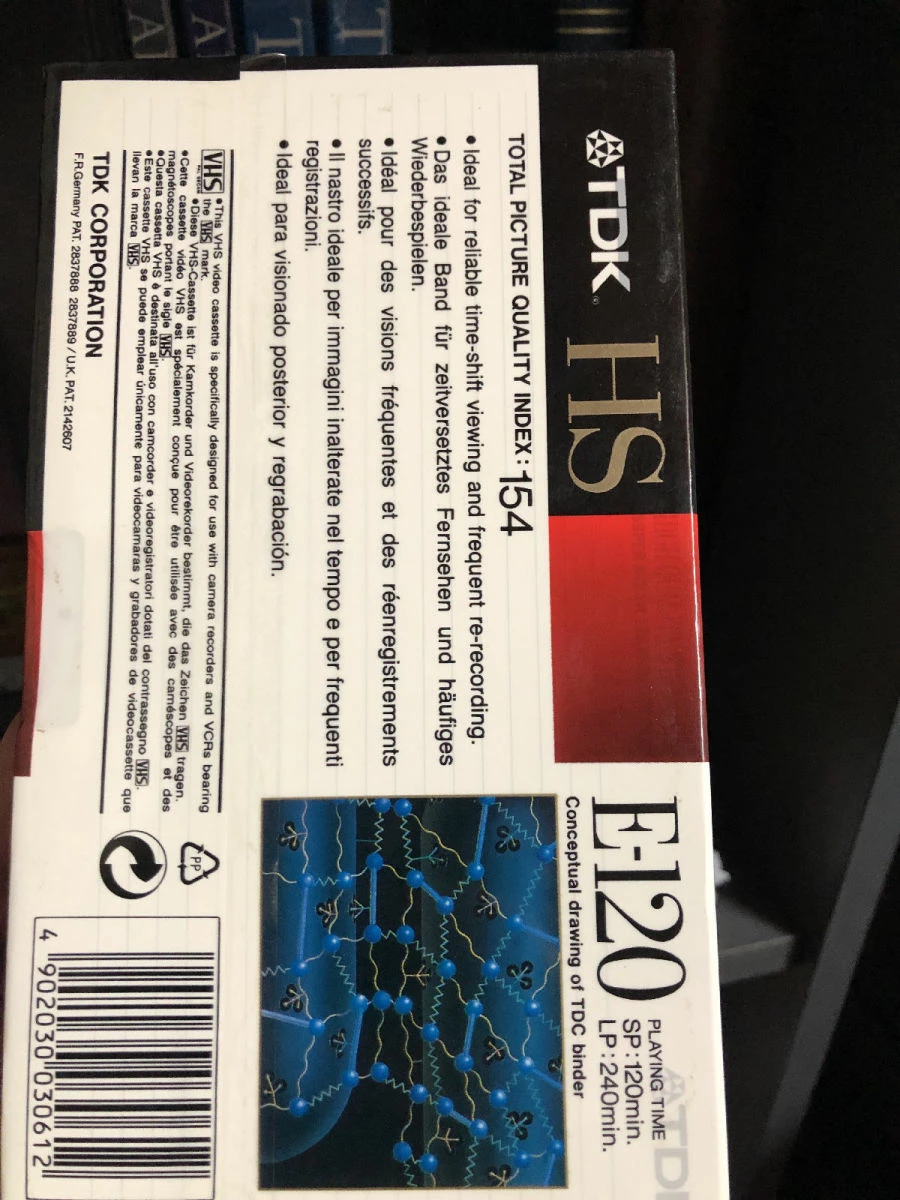 TDK
HS
E-120
PLAYING TIME
SP:120min.
LP:240min.
TOTAL PICTURE QUALITY INDEX:154
• Ideal for reliable time-shift viewing and frequent re-recording.
• Das ideale Band für zeitversetztes Fernsehen und häufiges
Wiederbespielen.
• Idéal pour des visions fréquentes et des réenregistrements
successifs.
• Il nastro ideale per immagini inalterate nel tempo e per frequenti
registrazioni.
• Ideal para visionado posterior y regrabación.
Conceptual drawing of TDC binder
VHS •This VHS video cassette is specifically designed for use with camera recorders and VCRs bearing
the VHS mark.
•Diese VHS-Cassette ist für Kamkorder und Videorekorder bestimmt, die das Zeichen VHS tragen.
•Cette cassette vidéo VHS est spécialement conçue pour être utilisée avec des caméscopes et des
magnétoscopes portant le sigle VHS.
•Questa cassetta VHS è destinata all'uso con camcorder e videoregistratori dotati del contrassegno VHS.
•Este cassette VHS se puede emplear únicamente para videocamaras y grabadores de videocassette que
llevan la marca VHS.
TDK CORPORATION
F.R.Germany PAT. 2837868 2837889 / U.K. PAT. 2142607
PP
4 902030 030612